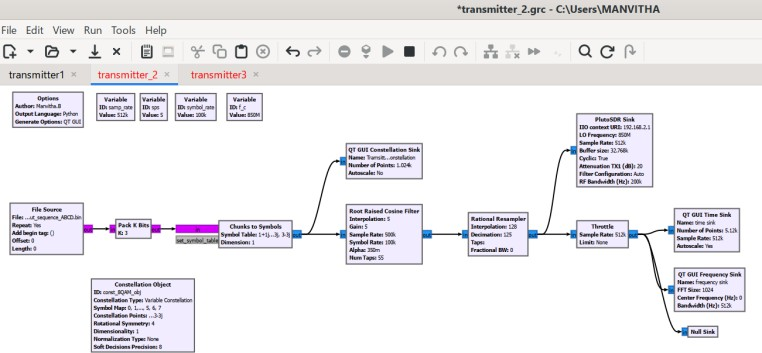 *transmitter_2.grc - C:\Users\MANVITHA
File Edit View Run Tools Help
transmitter1 × transmitter_2 × transmitter3 ×
Options
Author: Manvitha.B
Output Language: Python
Generate Options: QT GUI
Variable
ID: samp_rate
Value: 512k
Variable
ID: sps
Value: 5
Variable
ID: symbol_rate
Value: 100k
Variable
ID: f_c
Value: 850M
PlutoSDR Sink
IIO context URI: 192.168.2.1
LO Frequency: 850M
Sample Rate: 512k
Buffer size: 32.768k
Cyclic: True
Attenuation TX1 (dB): 20
Filter Configuration: Auto
RF Bandwidth (Hz): 200k
QT GUI Constellation Sink
Name: Transmitt...onstellation
Number of Points: 1.024k
Autoscale: No
File Source
File: ...ut_sequence_ABCD.bin
Repeat: Yes
Add begin tag: ()
Offset: 0
Length: 0
Pack K Bits
K: 3
Chunks to Symbols
Symbol Table: 1+1j...3j, 3-3j
Dimension: 1
set_symbol_table
Root Raised Cosine Filter
Interpolation: 5
Gain: 5
Sample Rate: 500k
Symbol Rate: 100k
Alpha: 350m
Num Taps: 55
Rational Resampler
Interpolation: 128
Decimation: 125
Taps:
Fractional BW: 0
Throttle
Sample Rate: 512k
Limit: None
QT GUI Time Sink
Name: time sink
Number of Points: 5.12k
Sample Rate: 512k
Autoscale: Yes
QT GUI Frequency Sink
Name: frequency sink
FFT Size: 1024
Center Frequency (Hz): 0
Bandwidth (Hz): 512k
Null Sink
Constellation Object
ID: const_8QAM_obj
Constellation Type: Variable Constellation
Symbol Map: 0, 1,... 5, 6, 7
Constellation Points: ...3-3j
Rotational Symmetry: 4
Dimensionality: 1
Normalization Type: None
Soft Decisions Precision: 8